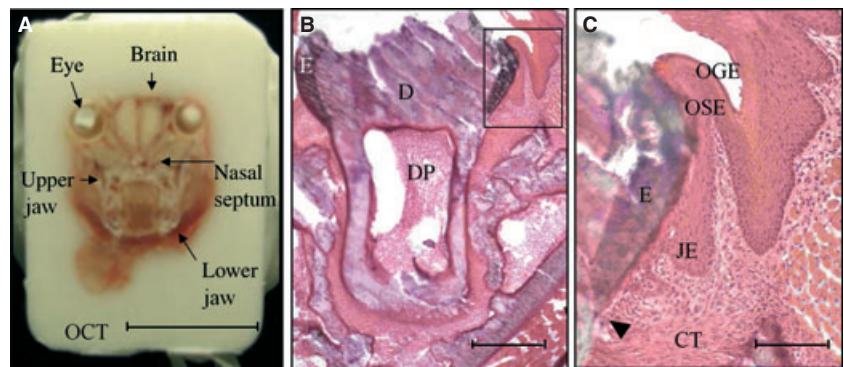 A
Brain
Eye
Upper
jaw
Nasal
septum
Lower
jaw
OCT
B
E
D
DP
C
OGE
OSE
E
JE
CT